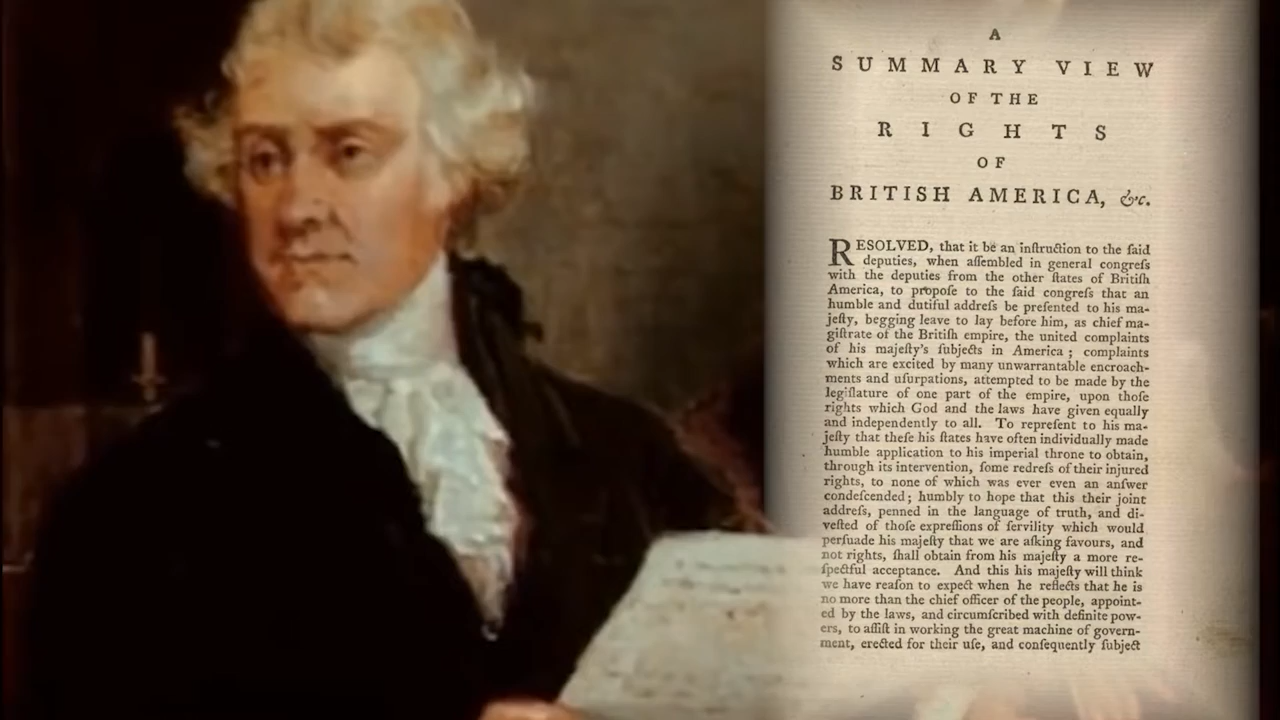 A
SUMMARY VIEW
OF THE
RIGHTS
OF
BRITISH AMERICA, &c.
RESOLVED, that it be an inſtruction to the ſaid
deputies, when aſſembled in general congreſs
with the deputies from the other ſtates of Britiſh
America, to propoſe to the ſaid congreſs that an
humble and dutiful addreſs be preſented to his ma-
jeſty, begging leave to lay before him, as chief ma-
giſtrate of the Britiſh empire, the united complaints
of his majeſty's ſubjects in America ; complaints
which are excited by many unwarrantable encroach-
ments and uſurpations, attempted to be made by the
legiſlature of one part of the empire, upon thoſe
rights which God and the laws have given equally
and independently to all. To repreſent to his ma-
jeſty that theſe his ſtates have often individually made
humble application to his imperial throne to obtain,
through its intervention, ſome redreſs of their injured
rights, to none of which was ever even an anſwer
condeſcended ; humbly to hope that this their joint
addreſs, penned in the language of truth, and di-
veſted of thoſe expreſſions of ſervility which would
perſuade his majeſty that we are aſking favours, and
not rights, ſhall obtain from his majeſty a more re-
ſpectful acceptance. And this his majeſty will think
we have reaſon to expect when he reflects that he is
no more than the chief officer of the people, appoint-
ed by the laws, and circumſcribed with definite pow-
ers, to aſſiſt in working the great machine of govern-
ment, erected for their uſe, and conſequently ſubject